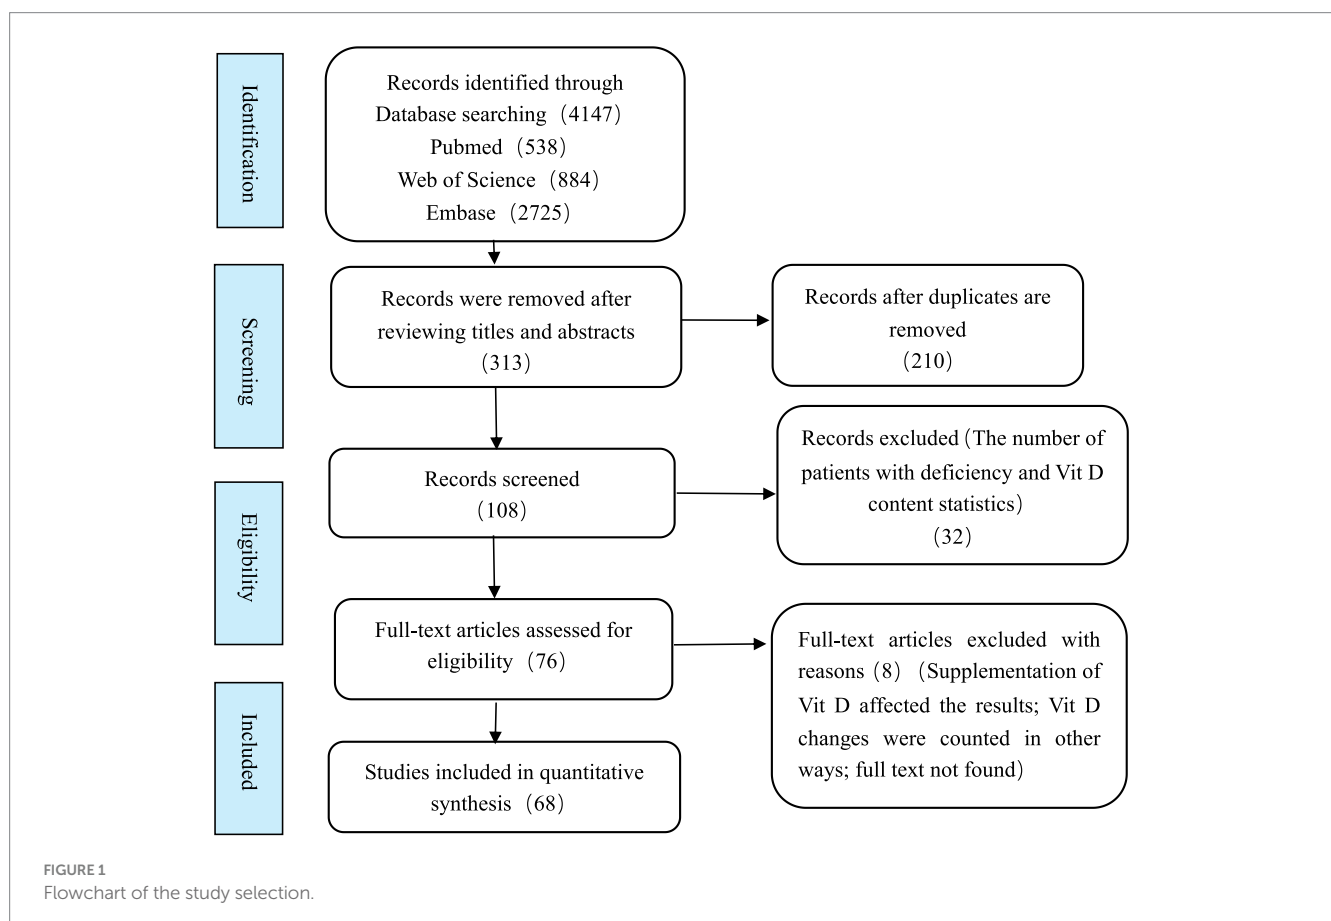 Identification
Records identified through
Database searching (4147)
Pubmed (538)
Web of Science (884)
Embase (2725)
Screening
Records were removed after
reviewing titles and abstracts
(313)
Records after duplicates are
removed
(210)
Records screened
(108)
Records excluded (The number of
patients with deficiency and Vit D
content statistics)
(32)
Eligibility
Full-text articles assessed for
eligibility (76)
Full-text articles excluded with
reasons (8) (Supplementation of
Vit D affected the results; Vit D
changes were counted in other
ways; full text not found)
Included
Studies included in quantitative
synthesis (68)
FIGURE 1
Flowchart of the study selection.